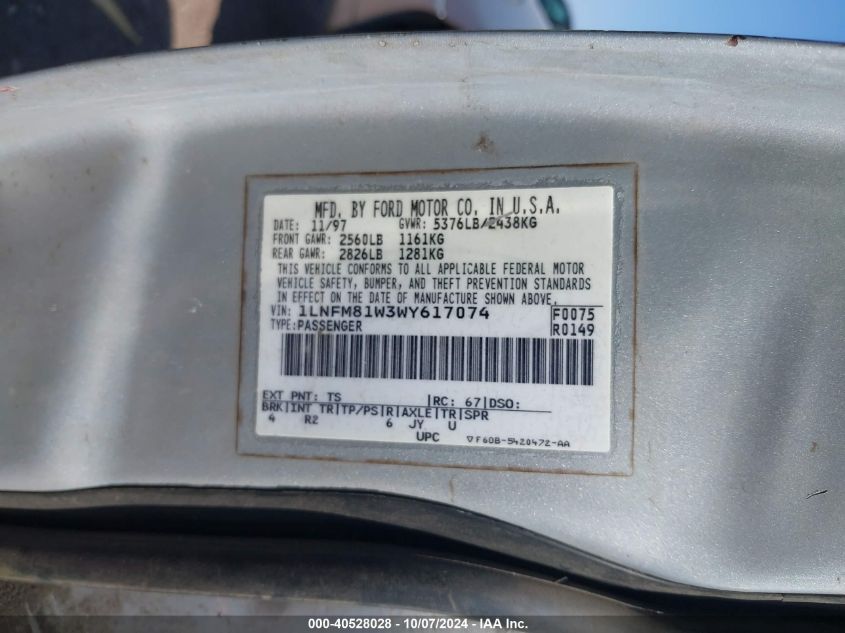 MFD. BY FORD MOTOR CO. IN U.S.A.
DATE: 11/97 GVWR: 5376LB/2438KG
FRONT GAWR: 2560LB 1161KG
REAR GAWR: 2826LB 1281KG
THIS VEHICLE CONFORMS TO ALL APPLICABLE FEDERAL MOTOR
VEHICLE SAFETY, BUMPER, AND THEFT PREVENTION STANDARDS
IN EFFECT ON THE DATE OF MANUFACTURE SHOWN ABOVE.
VIN: 1LNFM81W3WY617074 F0075
TYPE: PASSENGER R0149
EXT PNT: TS |RC: 67|DSO:
BRK|INT TR|TP/PS|R|AXLE|TR|SPR
4 R2 6 JY U
UPC ▽F60B-5420472-AA
000-40528028 - 10/07/2024 - IAA Inc.